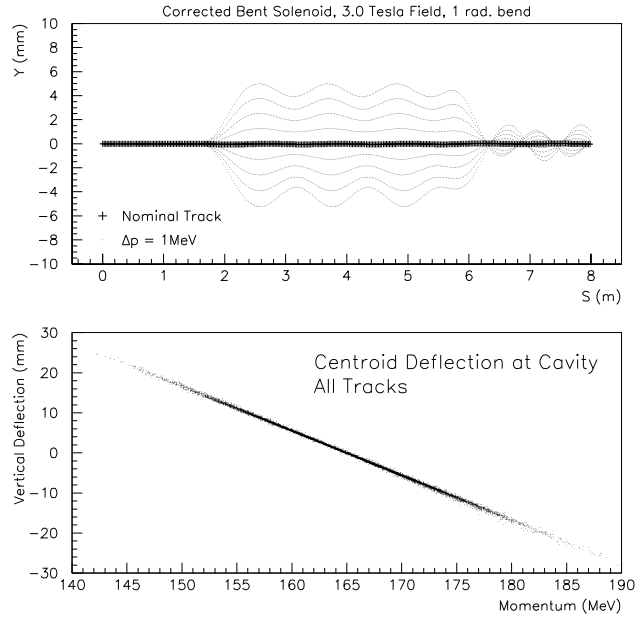 Corrected Bent Solenoid, 3.0 Tesla Field, 1 rad. bend
Y (mm)
10
8
6
4
2
0
−2
−4
−6
−8
−10
+ Nominal Track
Δp = 1MeV
0 1 2 3 4 5 6 7 8
S (m)
Vertical Deflection (mm)
30
20
10
0
−10
−20
−30
Centroid Deflection at Cavity
All Tracks
140 145 150 155 160 165 170 175 180 185 190
Momentum (MeV)